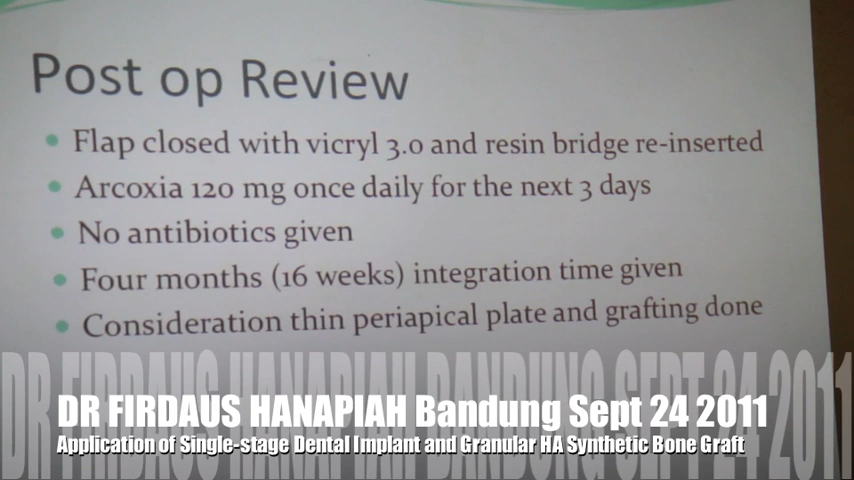 Post op Review
Flap closed with vicryl 3.0 and resin bridge re-inserted
Arcoxia 120 mg once daily for the next 3 days
No antibiotics given
Four months (16 weeks) integration time given
Consideration thin periapical plate and grafting done
DR FIRDAUS HANAPIAH BANDUNG SEPT 24 2011
DR FIRDAUS HANAPIAH Bandung Sept 24 2011
Application of Single-stage Dental Implant and Granular HA Synthetic Bone Graft